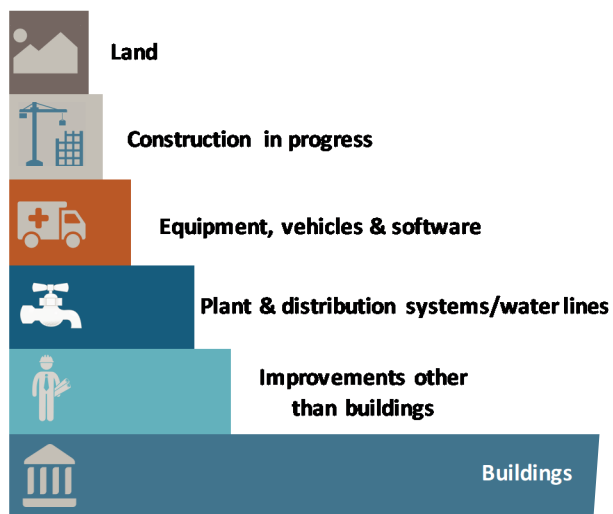 Land
Construction in progress
Equipment, vehicles & software
Plant & distribution systems/water lines
Improvements other
than buildings
Buildings